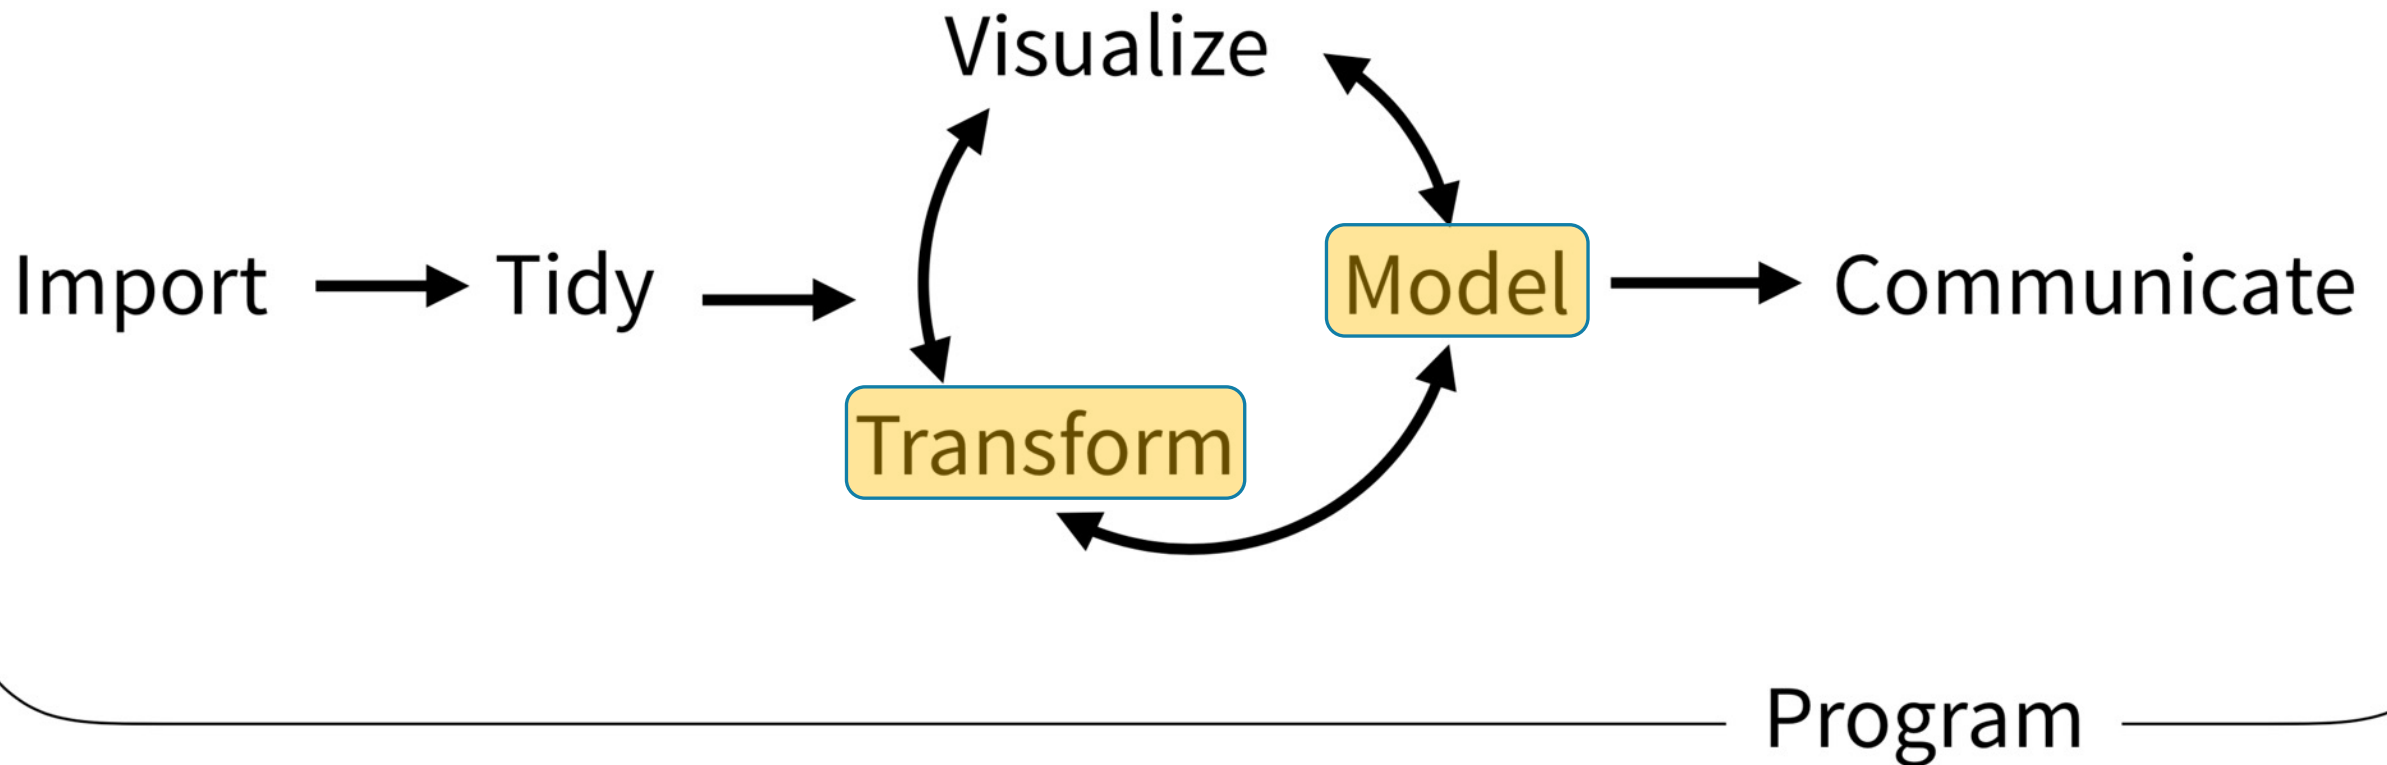 Visualize
Import
Tidy
Model
Communicate
Transform
Program